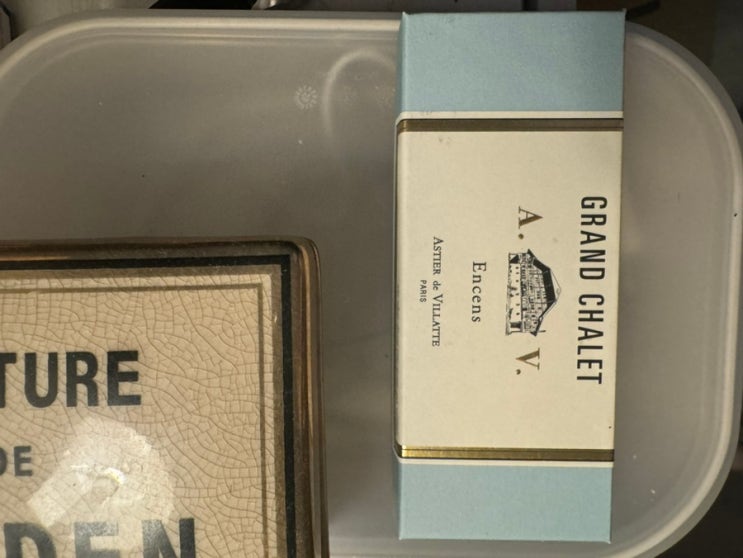 GRAND CHALET
A. V.
Encens
ASTIER de VILLATTE
PARIS
TURE
DE
DEN